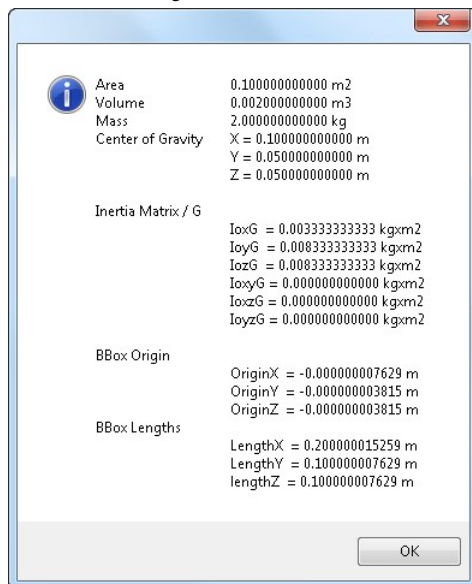 Area 0.100000000000 m2
Volume 0.002000000000 m3
Mass 2.000000000000 kg
Center of Gravity X = 0.100000000000 m
Y = 0.050000000000 m
Z = 0.050000000000 m
Inertia Matrix / G
IoxG = 0.003333333333 kgxm2
IoyG = 0.008333333333 kgxm2
IozG = 0.008333333333 kgxm2
IoxyG = 0.000000000000 kgxm2
IoxzG = 0.000000000000 kgxm2
IoyzG = 0.000000000000 kgxm2
BBox Origin
OriginX = -0.000000007629 m
OriginY = -0.000000003815 m
OriginZ = -0.000000003815 m
BBox Lengths
LengthX = 0.200000015259 m
LengthY = 0.100000007629 m
lengthZ = 0.100000007629 m
OK